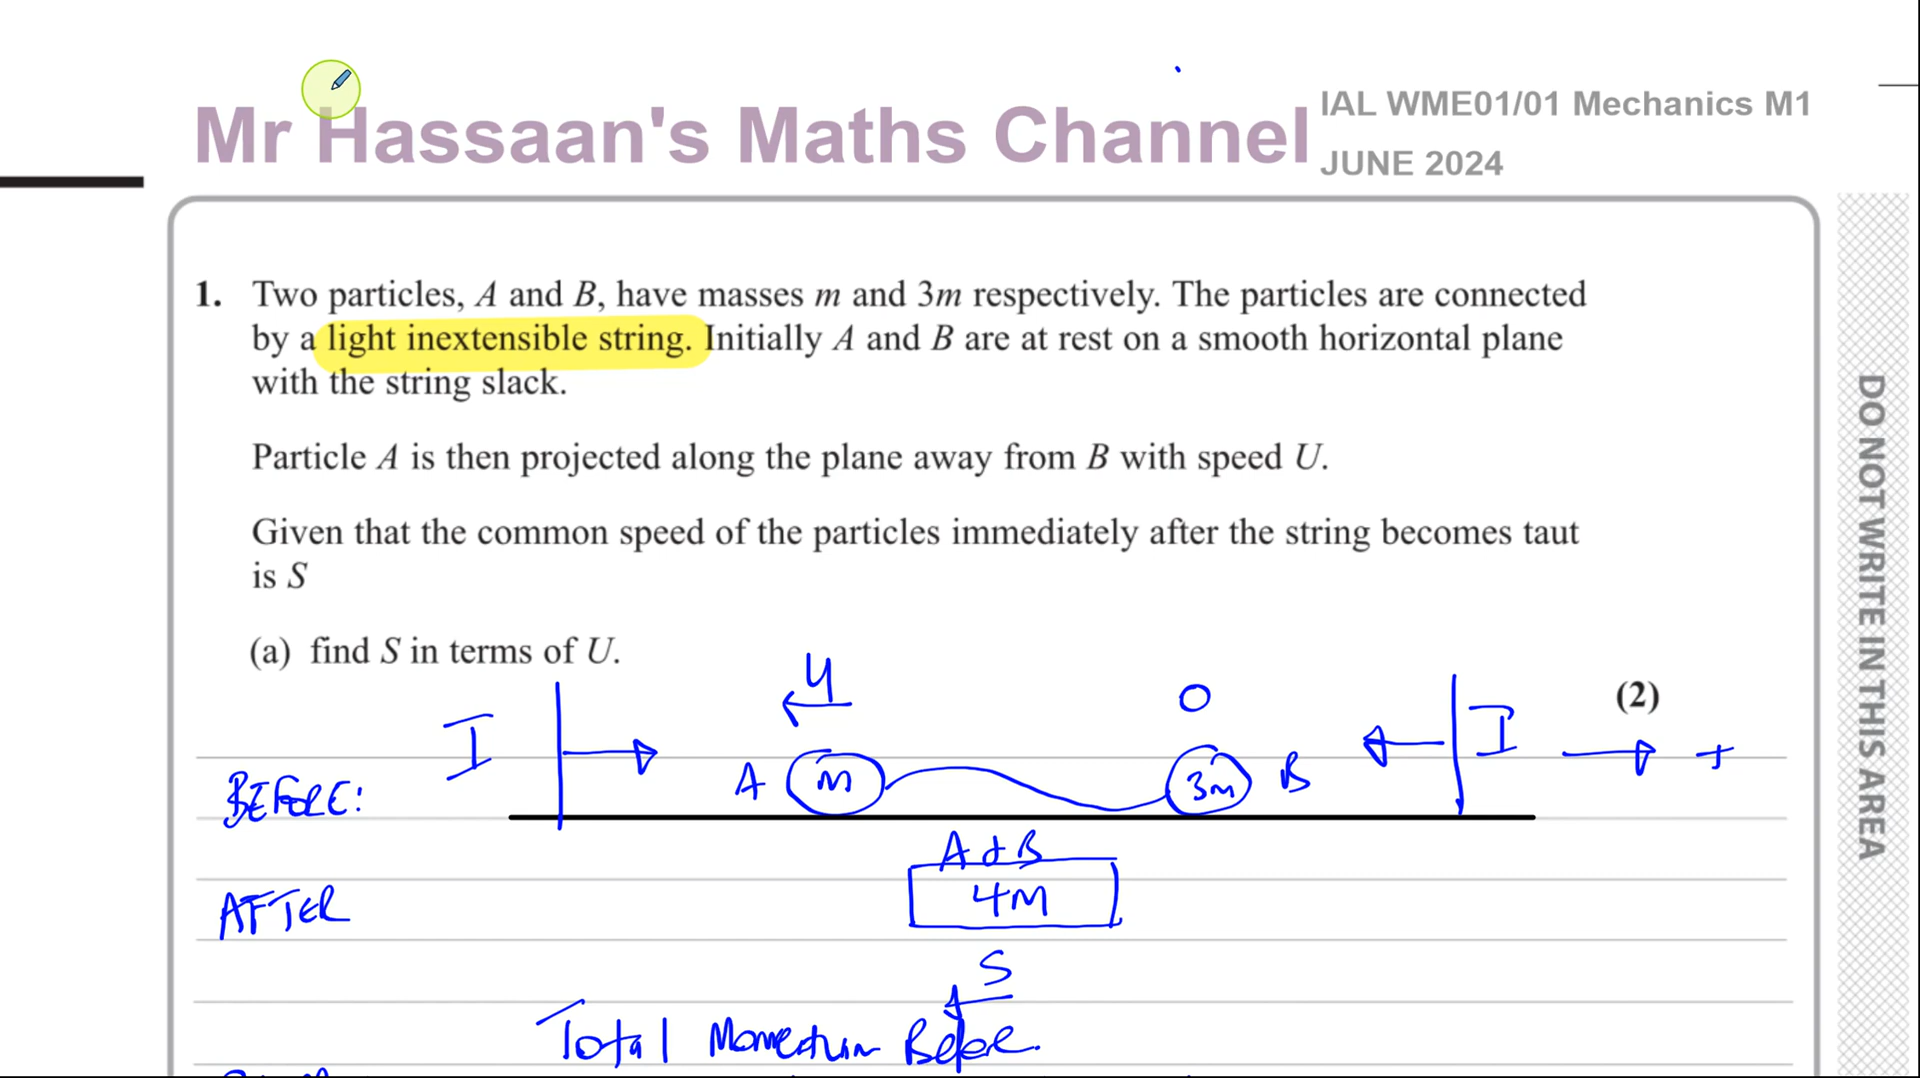 Mr Hassaan's Maths Channel
IAL WME01/01 Mechanics M1
JUNE 2024
1. Two particles, A and B, have masses m and 3m respectively. The particles are connected
by a light inextensible string. Initially A and B are at rest on a smooth horizontal plane
with the string slack.
Particle A is then projected along the plane away from B with speed U.
Given that the common speed of the particles immediately after the string becomes taut
is S
(a) find S in terms of U.
(2)
U
O
I
I
+
BEFORE:
A
m
3m
B
A & B
AFTER
4m
S
Total Momentum Before.
DO NOT WRITE IN THIS AREA